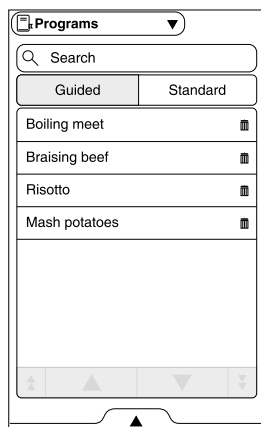 Programs
Search
Guided Standard
Boiling meet
Braising beef
Risotto
Mash potatoes